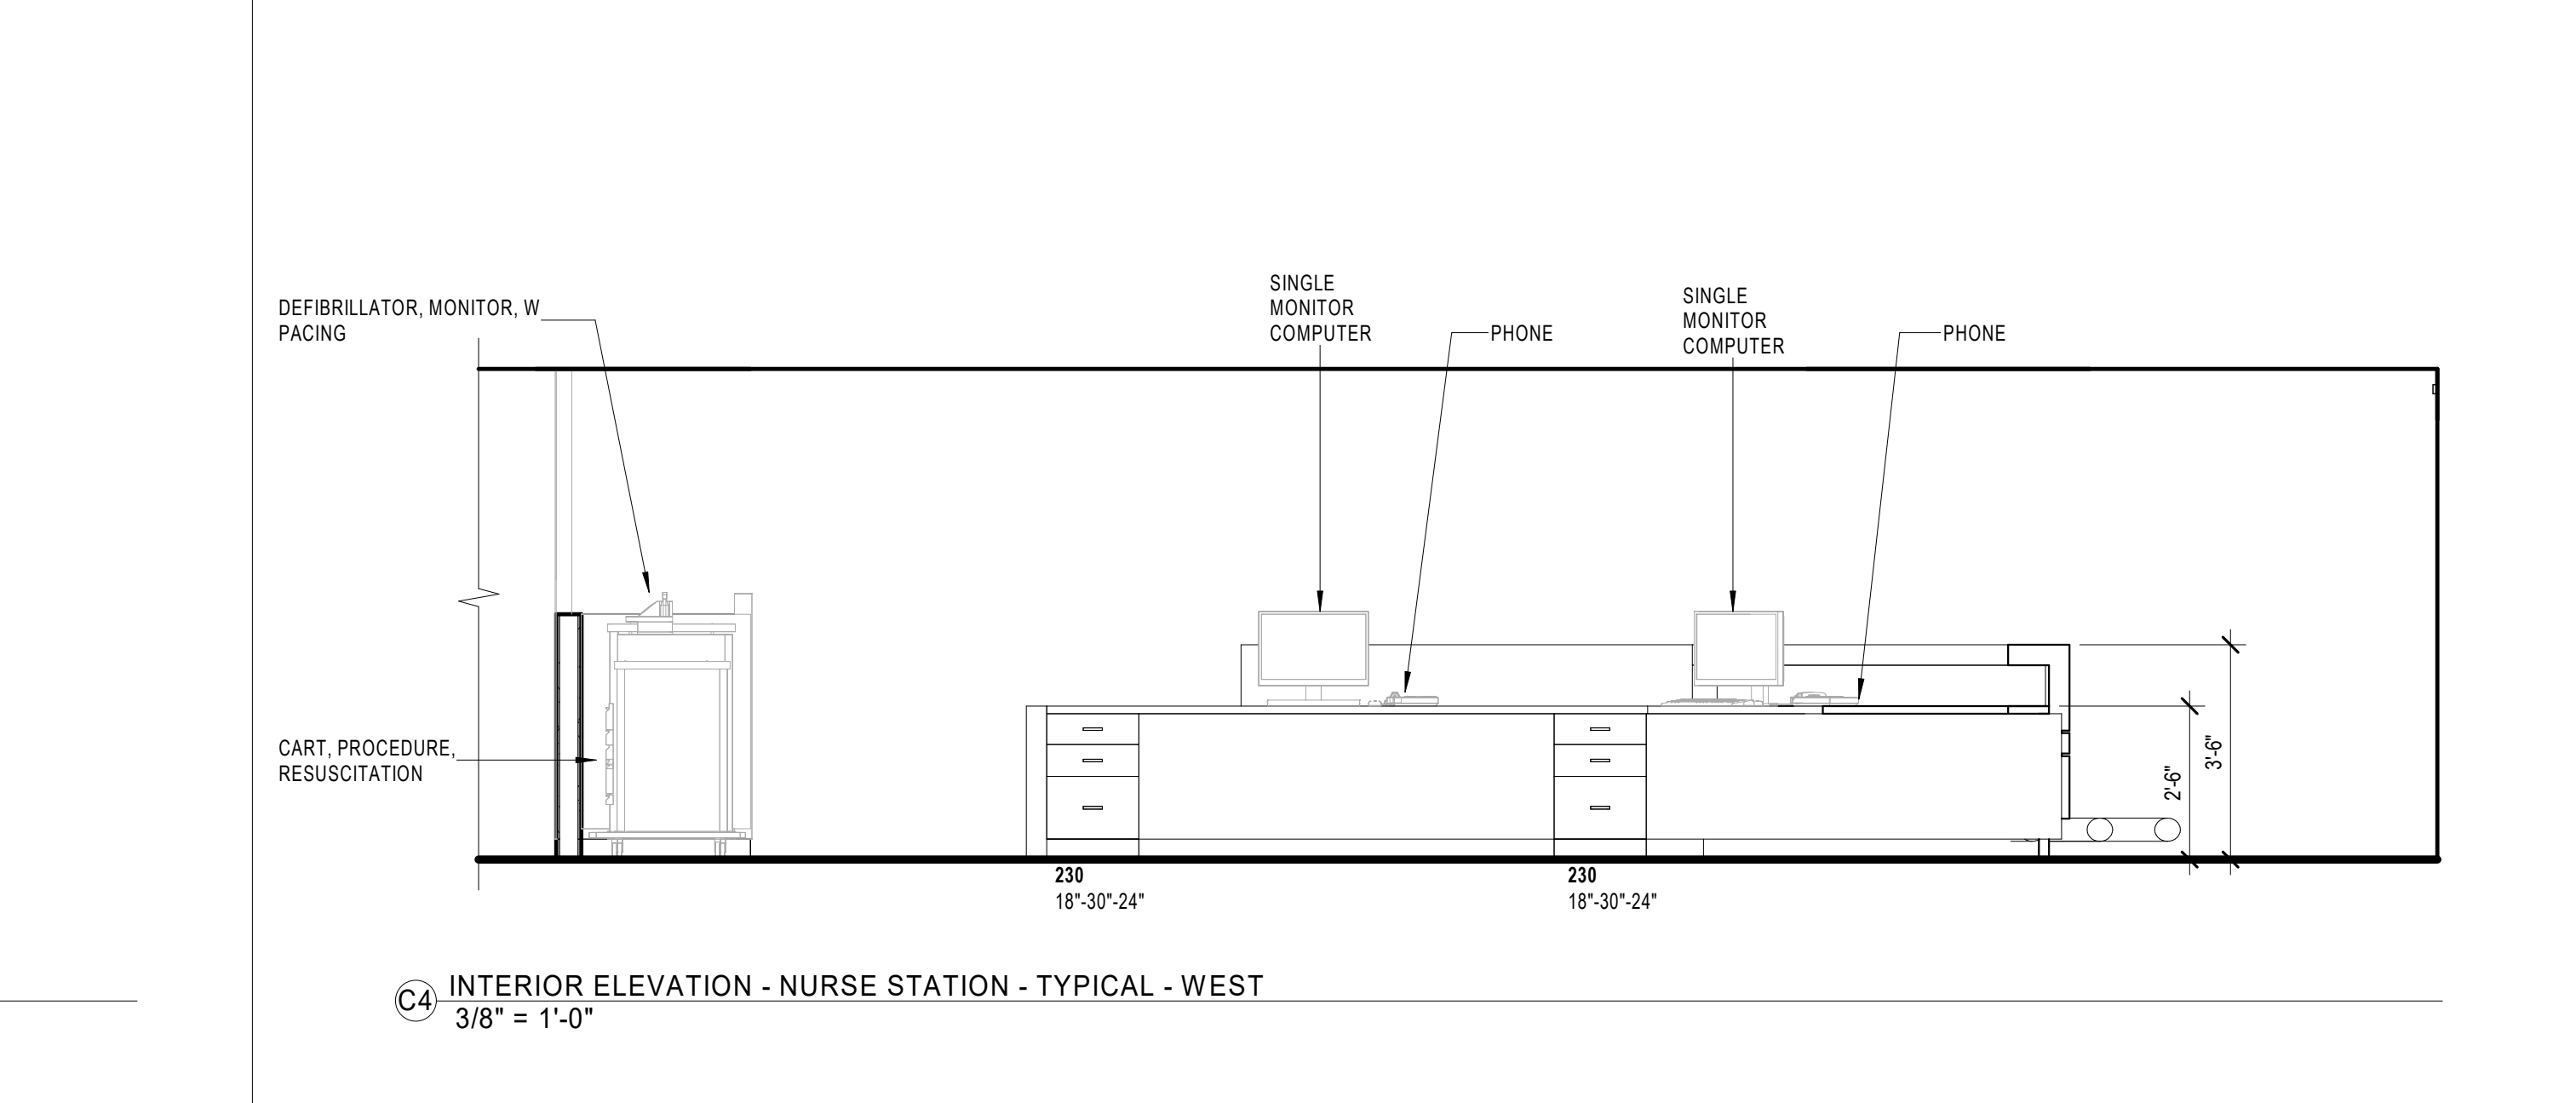 DEFIBRILLATOR, MONITOR, W
PACING
SINGLE
MONITOR
COMPUTER
PHONE
SINGLE
MONITOR
COMPUTER
PHONE
CART, PROCEDURE,
RESUSCITATION
2'-6"
3'-6"
230
18"-30"-24"
230
18"-30"-24"
C4
INTERIOR ELEVATION - NURSE STATION - TYPICAL - WEST
3/8" = 1'-0"